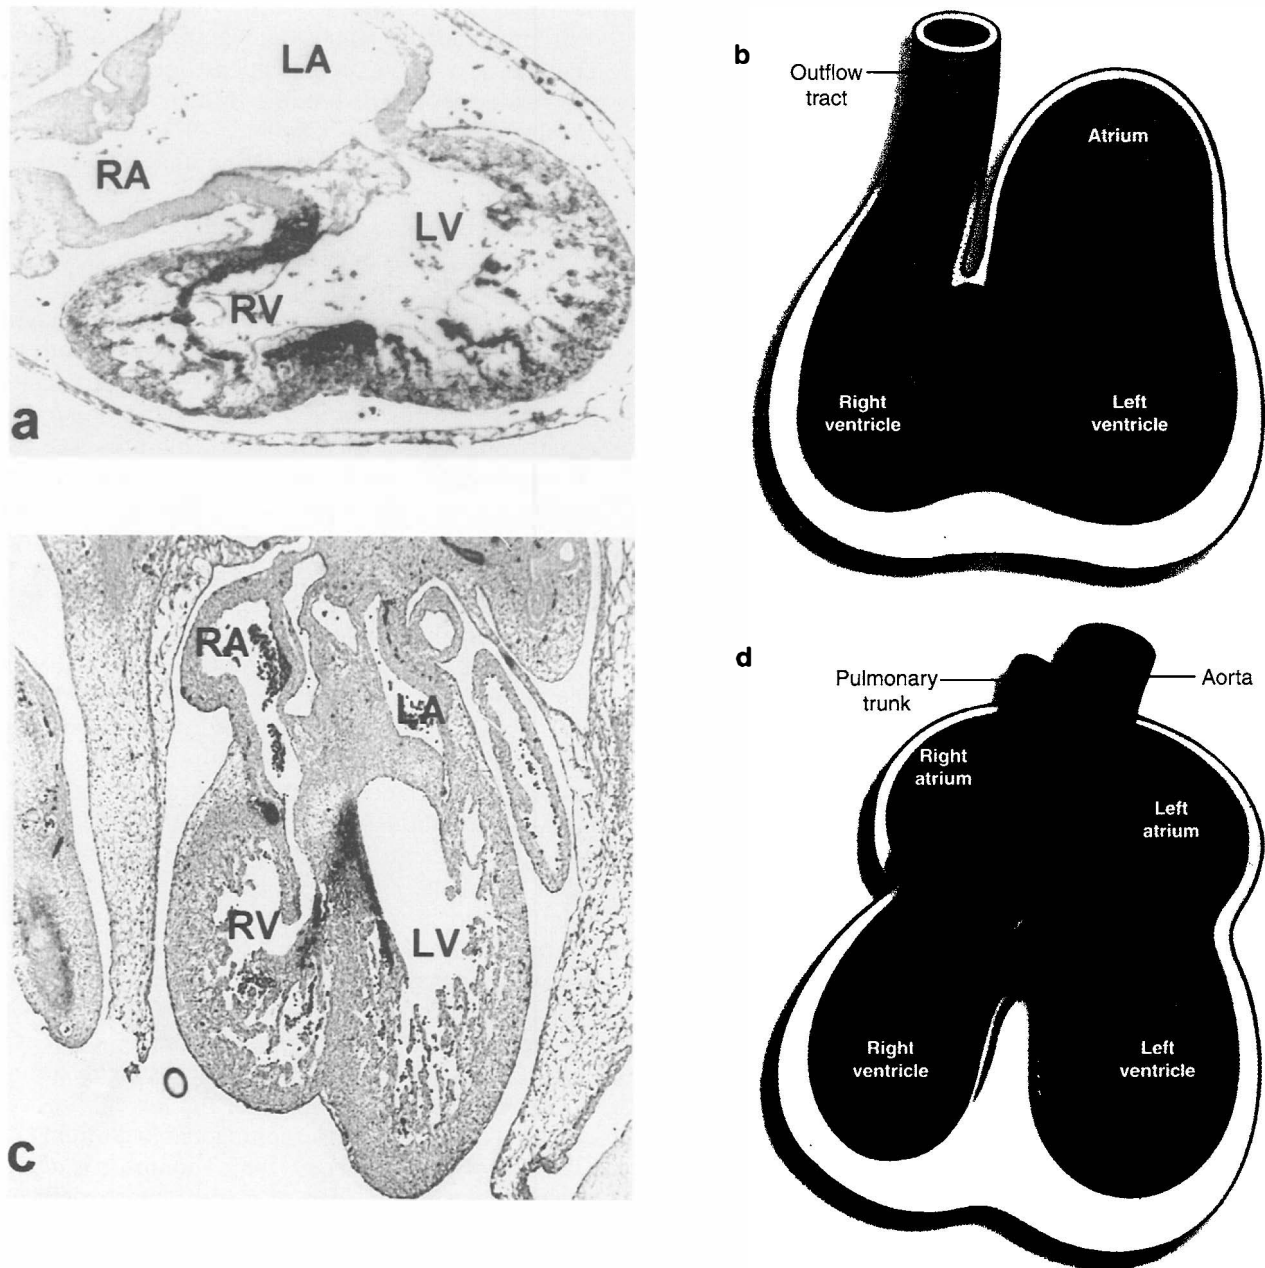 LA
RA
LV
RV
a
b
Outflow
tract
Atrium
Right
ventricle
Left
ventricle
RA
LA
RV
LV
c
d
Pulmonary
trunk
Aorta
Right
atrium
Left
atrium
Right
ventricle
Left
ventricle